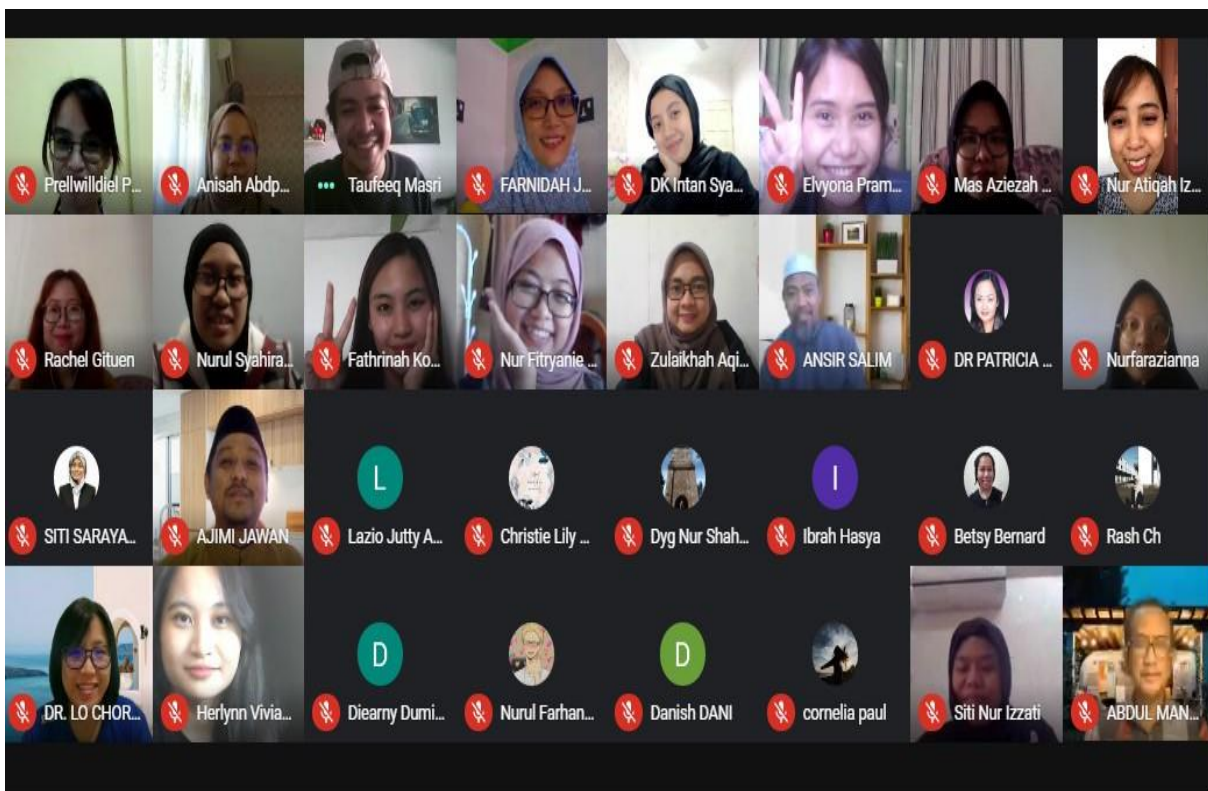 Prellwilldiel P...
Anisah Abdp...
Taufeeq Masri
FARNIDAH J...
DK Intan Sya...
Elvyona Pram...
Mas Aziezah ...
Nur Atiqah Iz...
Rachel Gituen
Nurul Syahira...
Fathrinah Ko...
Nur Fitryanie ...
Zulaikhah Aqi...
ANSIR SALIM
DR PATRICIA ...
Nurfarazianna
SITI SARAYA...
AJIMI JAWAN
L
Lazio Jutty A...
Christie Lily ...
Dyg Nur Shah...
I
Ibrah Hasya
Betsy Bernard
Rash Ch
DR. LO CHOR...
Herlynn Vivia...
D
Diearny Dumi...
Nurul Farhan...
D
Danish DANI
cornelia paul
Siti Nur Izzati
ABDUL MAN...